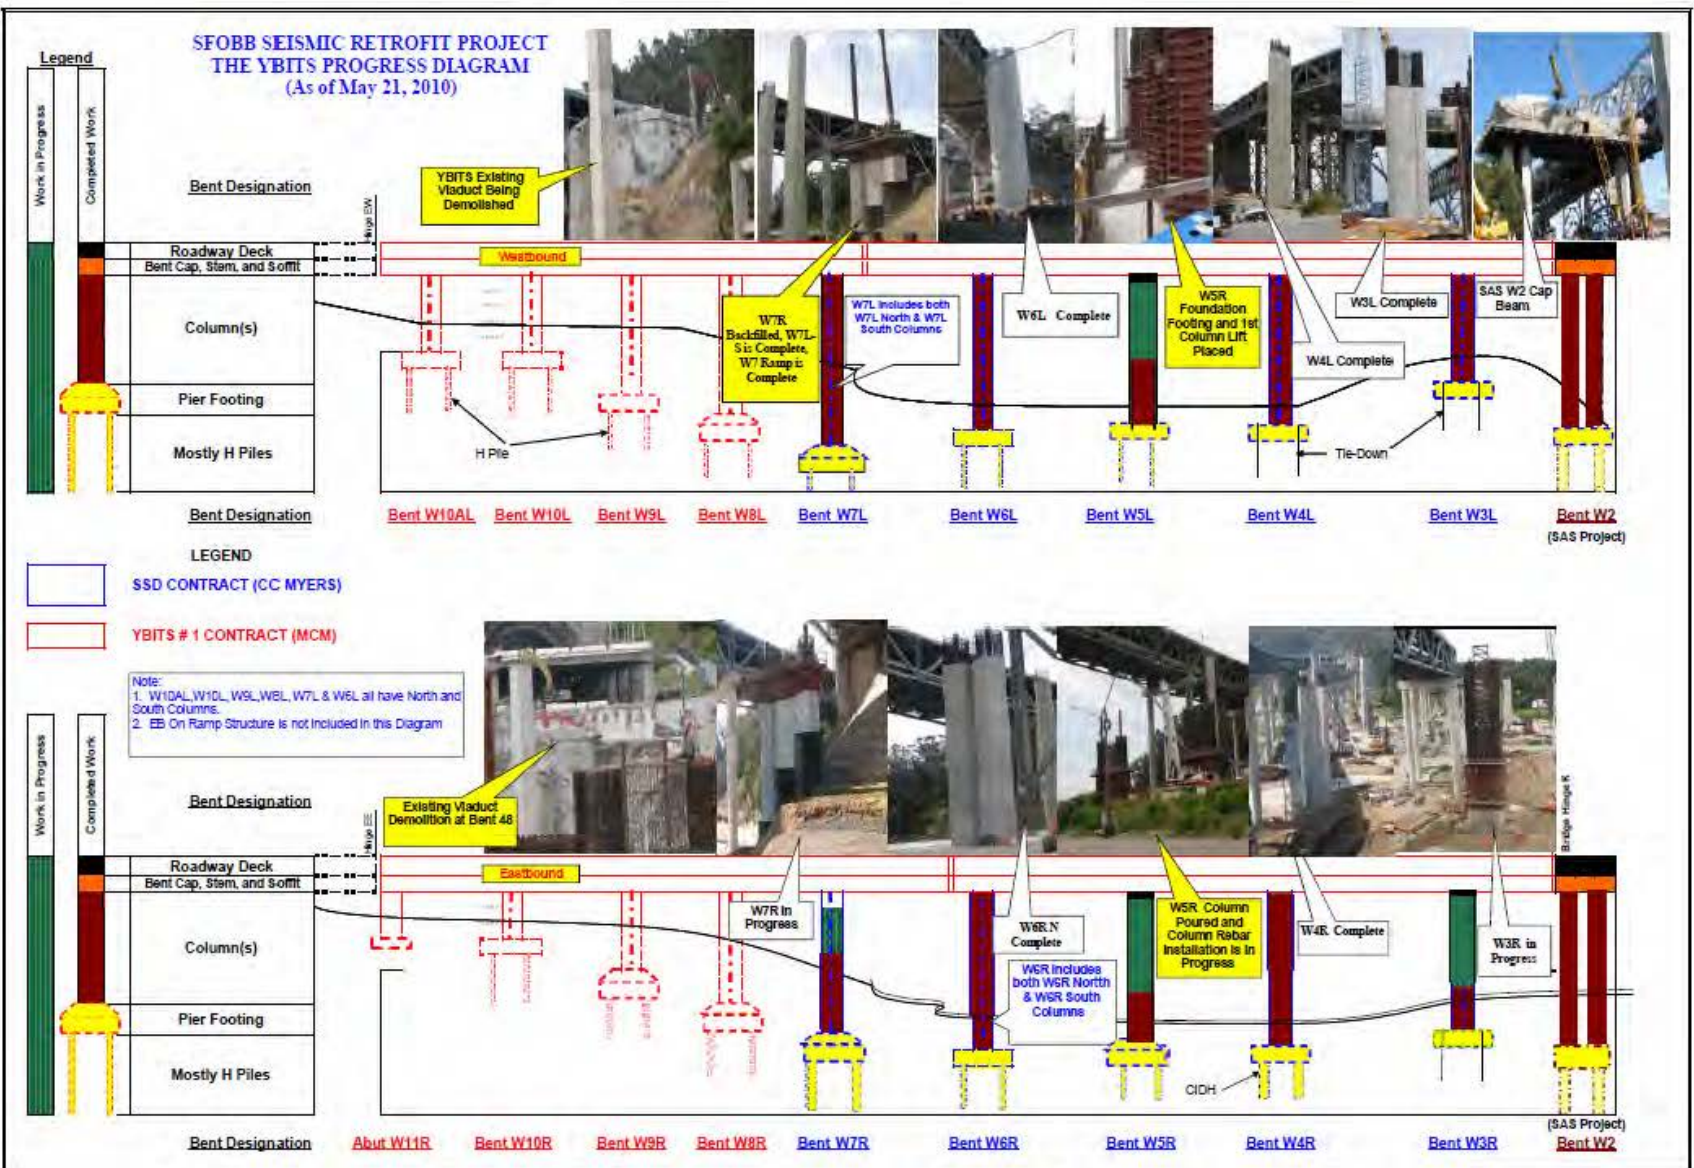 SFOBB SEISMIC RETROFIT PROJECT
THE YBITS PROGRESS DIAGRAM
(As of May 21, 2010)
Legend
Work in Progress
Completed Work
Bent Designation
YBITS Existing
Viaduct Being
Demolished
Hinge EW
Roadway Deck
Bent Cap, Stem, and Soffit
Column(s)
Pier Footing
Mostly H Piles
Westbound
W7R
Backfilled, W7L-
S is Complete,
W7 Ramp is
Complete
W7L includes both
W7L North & W7L
South Columns
W6L Complete
W5R
Foundation
Footing and 1st
Column Lift
Placed
W4L Complete
W3L Complete
SAS W2 Cap
Beam
H Pile
Tie-Down
Bent Designation
Bent W10AL
Bent W10L
Bent W9L
Bent W8L
Bent W7L
Bent W6L
Bent W5L
Bent W4L
Bent W3L
Bent W2
(SAS Project)
LEGEND
SSD CONTRACT (CC MYERS)
YBITS # 1 CONTRACT (MCM)
Note:
1. W10AL,W10L, W9L,W8L, W7L & W6L all have North and
South Columns.
2. EB On Ramp Structure is not included in this Diagram
Work in Progress
Completed Work
Bent Designation
Existing Viaduct
Demolition at Bent 48
Hinge EE
Bridge Hinge K
Roadway Deck
Bent Cap, Stem, and Soffit
Column(s)
Pier Footing
Mostly H Piles
Eastbound
W7R in
Progress
W6R N
Complete
W6R includes
both W6R Nortth
& W6R South
Columns
W5R Column
Poured and
Column Rebar
Installation is in
Progress
W4R Complete
W3R in
Progress
CIDH
(SAS Project)
Bent Designation
Abut W11R
Bent W10R
Bent W9R
Bent W8R
Bent W7R
Bent W6R
Bent W5R
Bent W4R
Bent W3R
Bent W2